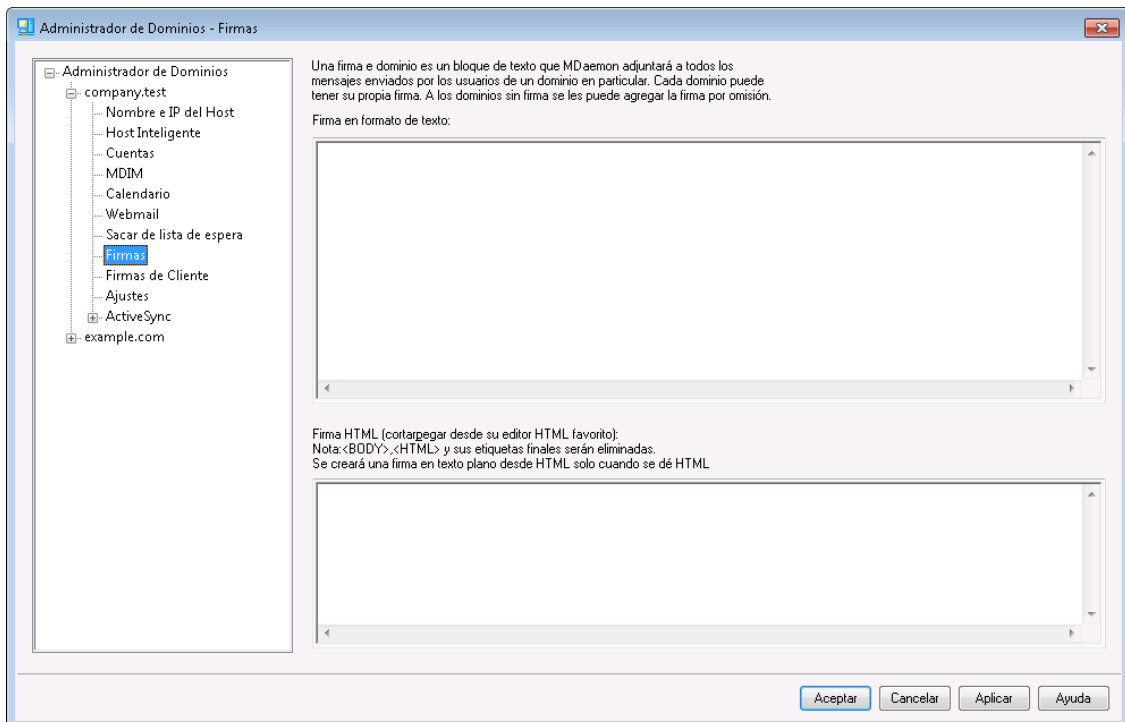 Administrador de Dominios - Firmas
Administrador de Dominios
company.test
Nombre e IP del Host
Host Inteligente
Cuentas
MDIM
Calendario
Webmail
Sacar de lista de espera
Firmas
Firmas de Cliente
Ajustes
ActiveSync
example.com
Una firma e dominio es un bloque de texto que MDaemon adjuntará a todos los
mensajes enviados por los usuarios de un dominio en particular. Cada dominio puede
tener su propia firma. A los dominios sin firma se les puede agregar la firma por omisión.
Firma en formato de texto:
Firma HTML (cortarpegar desde su editor HTML favorito):
Nota:<BODY>,<HTML> y sus etiquetas finales serán eliminadas.
Se creará una firma en texto plano desde HTML solo cuando se dé HTML
Aceptar
Cancelar
Aplicar
Ayuda